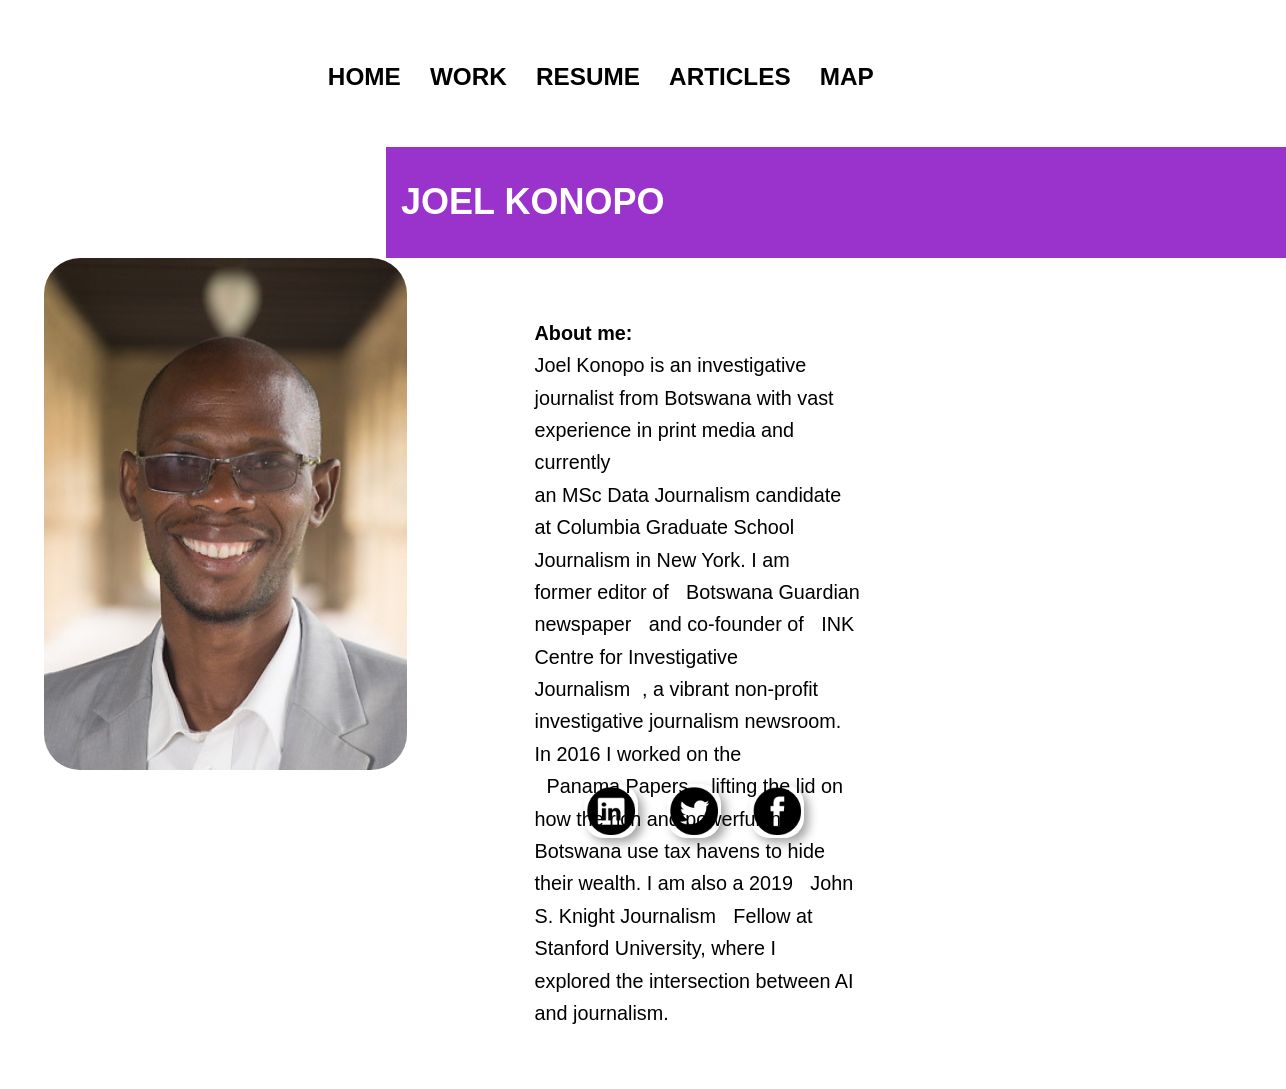 HOME WORK RESUME ARTICLES MAP
JOEL KONOPO
About me:
Joel Konopo is an investigative
journalist from Botswana with vast
experience in print media and
currently
an MSc Data Journalism candidate
at Columbia Graduate School
Journalism in New York. I am
former editor of Botswana Guardian
newspaper and co-founder of INK
Centre for Investigative
Journalism , a vibrant non-profit
investigative journalism newsroom.
In 2016 I worked on the
Panama Papers lifting the lid on
how the rich and powerful in
Botswana use tax havens to hide
their wealth. I am also a 2019 John
S. Knight Journalism Fellow at
Stanford University, where I
explored the intersection between AI
and journalism.